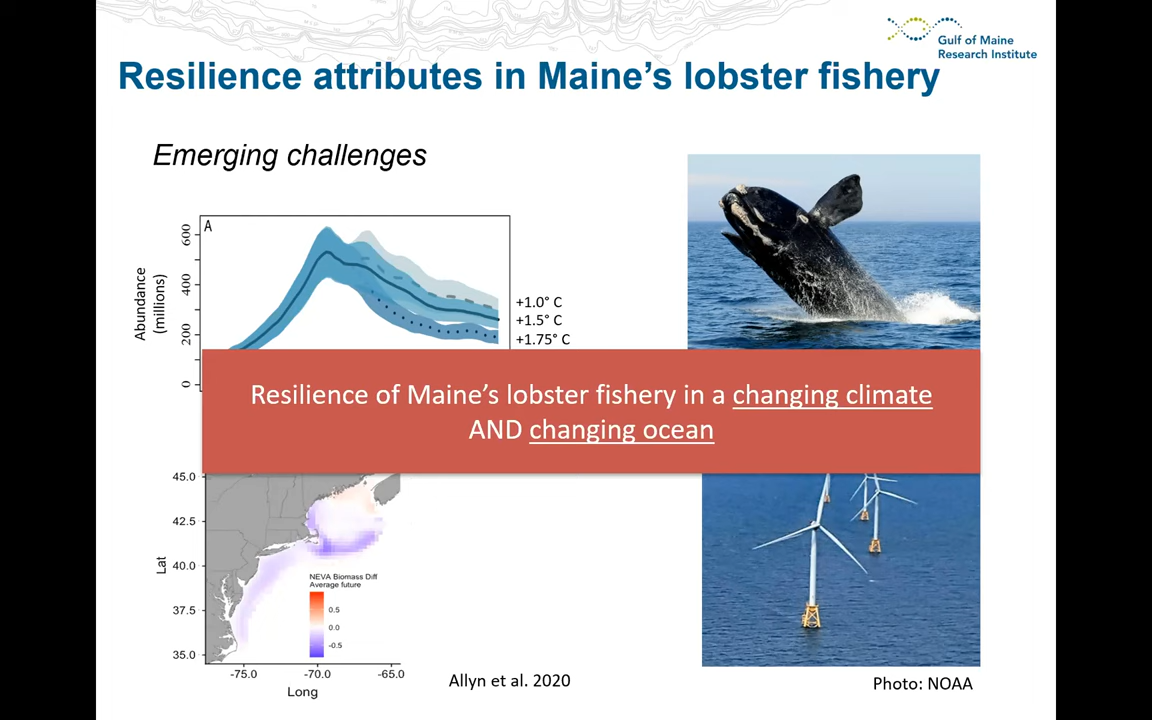 Gulf of Maine
Research Institute
Resilience attributes in Maine's lobster fishery
Emerging challenges
A
Abundance
(millions)
600
400
200
0
+1.0° C
+1.5° C
+1.75° C
Resilience of Maine's lobster fishery in a changing climate
AND changing ocean
45.0
42.5
40.0
37.5
35.0
Lat
NEVA Biomass Diff
Average future
0.5
0.0
-0.5
-75.0
-70.0
-65.0
Long
Allyn et al. 2020
Photo: NOAA